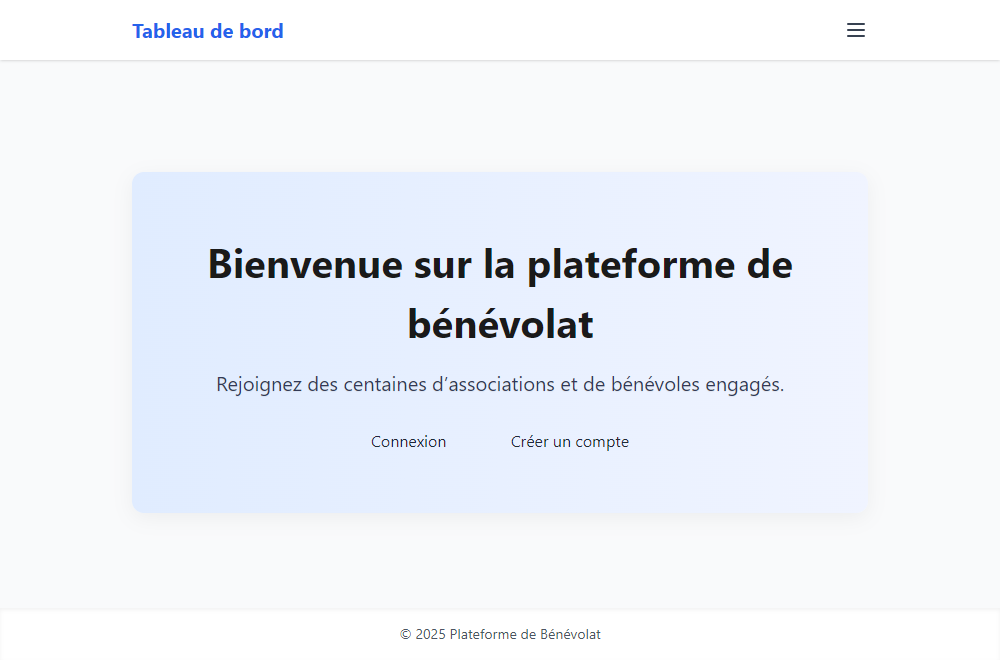 Tableau de bord
Bienvenue sur la plateforme de
bénévolat
Rejoignez des centaines d’associations et de bénévoles engagés.
Connexion
Créer un compte
© 2025 Plateforme de Bénévolat